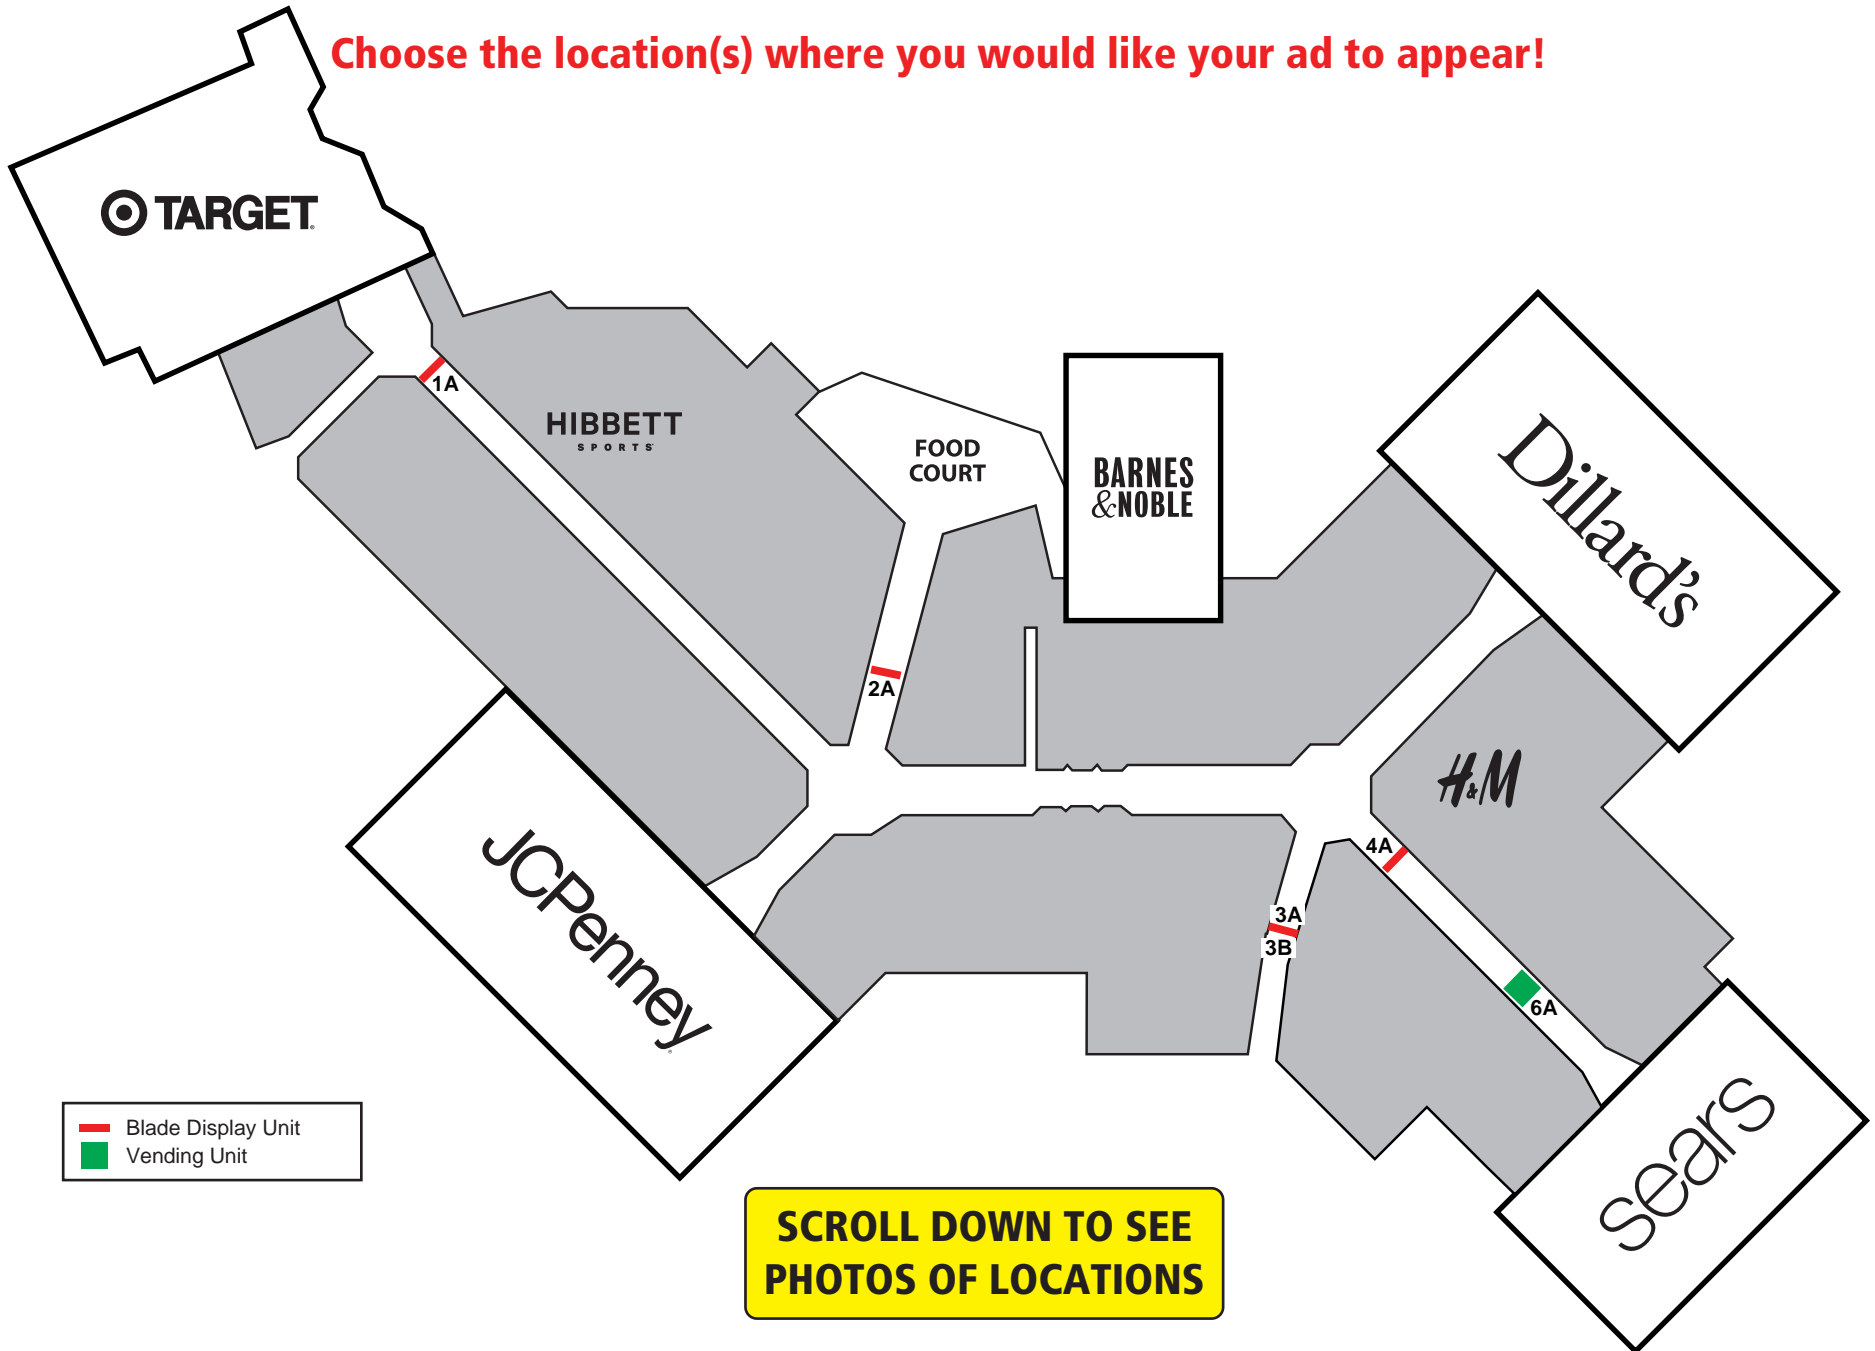 Choose the location(s) where you would like your ad to appear!
TARGET
1A
HIBBETT
SPORTS
FOOD
COURT
BARNES
&NOBLE
Dillard's
2A
H&M
JCPenney
4A
3A
3B
6A
sears
Blade Display Unit
Vending Unit
SCROLL DOWN TO SEE
PHOTOS OF LOCATIONS